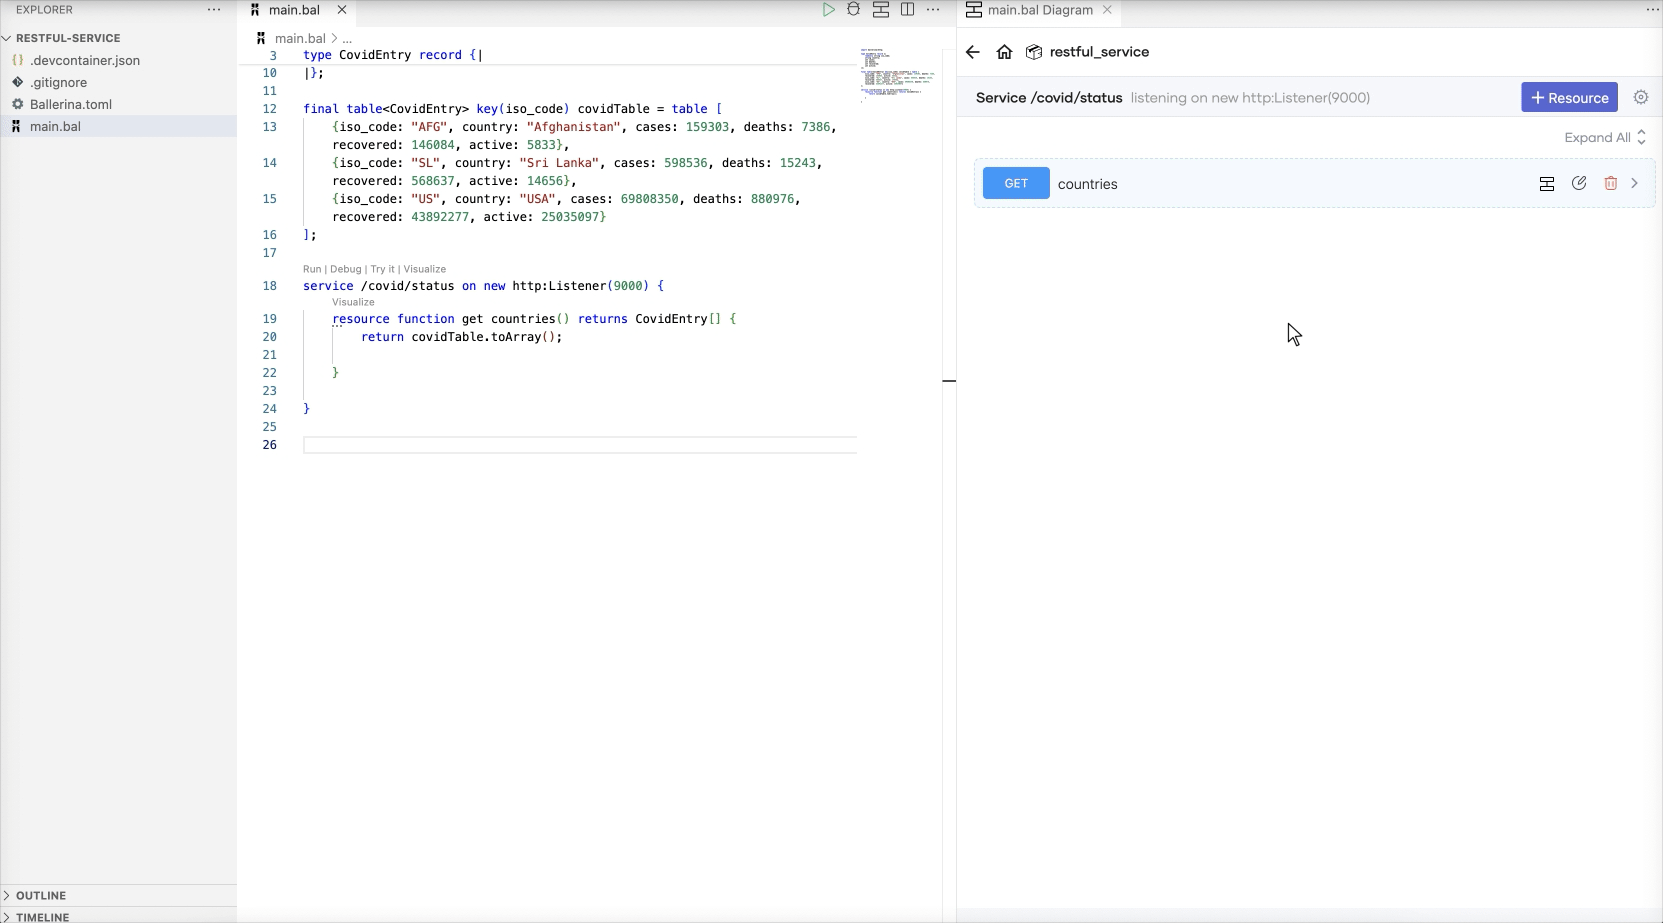 EXPLORER
RESTFUL-SERVICE
.devcontainer.json
.gitignore
Ballerina.toml
main.bal
OUTLINE
TIMELINE
main.bal
main.bal > ...
3 type CovidEntry record {|
10 |};
11
12 final table<CovidEntry> key(iso_code) covidTable = table [
13 {iso_code: "AFG", country: "Afghanistan", cases: 159303, deaths: 7386,
recovered: 146084, active: 5833},
14 {iso_code: "SL", country: "Sri Lanka", cases: 598536, deaths: 15243,
recovered: 568637, active: 14656},
15 {iso_code: "US", country: "USA", cases: 69808350, deaths: 880976,
recovered: 43892277, active: 25035097}
16 ];
17
Run | Debug | Try it | Visualize
18 service /covid/status on new http:Listener(9000) {
Visualize
19 resource function get countries() returns CovidEntry[] {
20 return covidTable.toArray();
21
22 }
23
24 }
25
26
main.bal Diagram
restful_service
Service /covid/status listening on new http:Listener(9000)
+ Resource
Expand All
GET countries